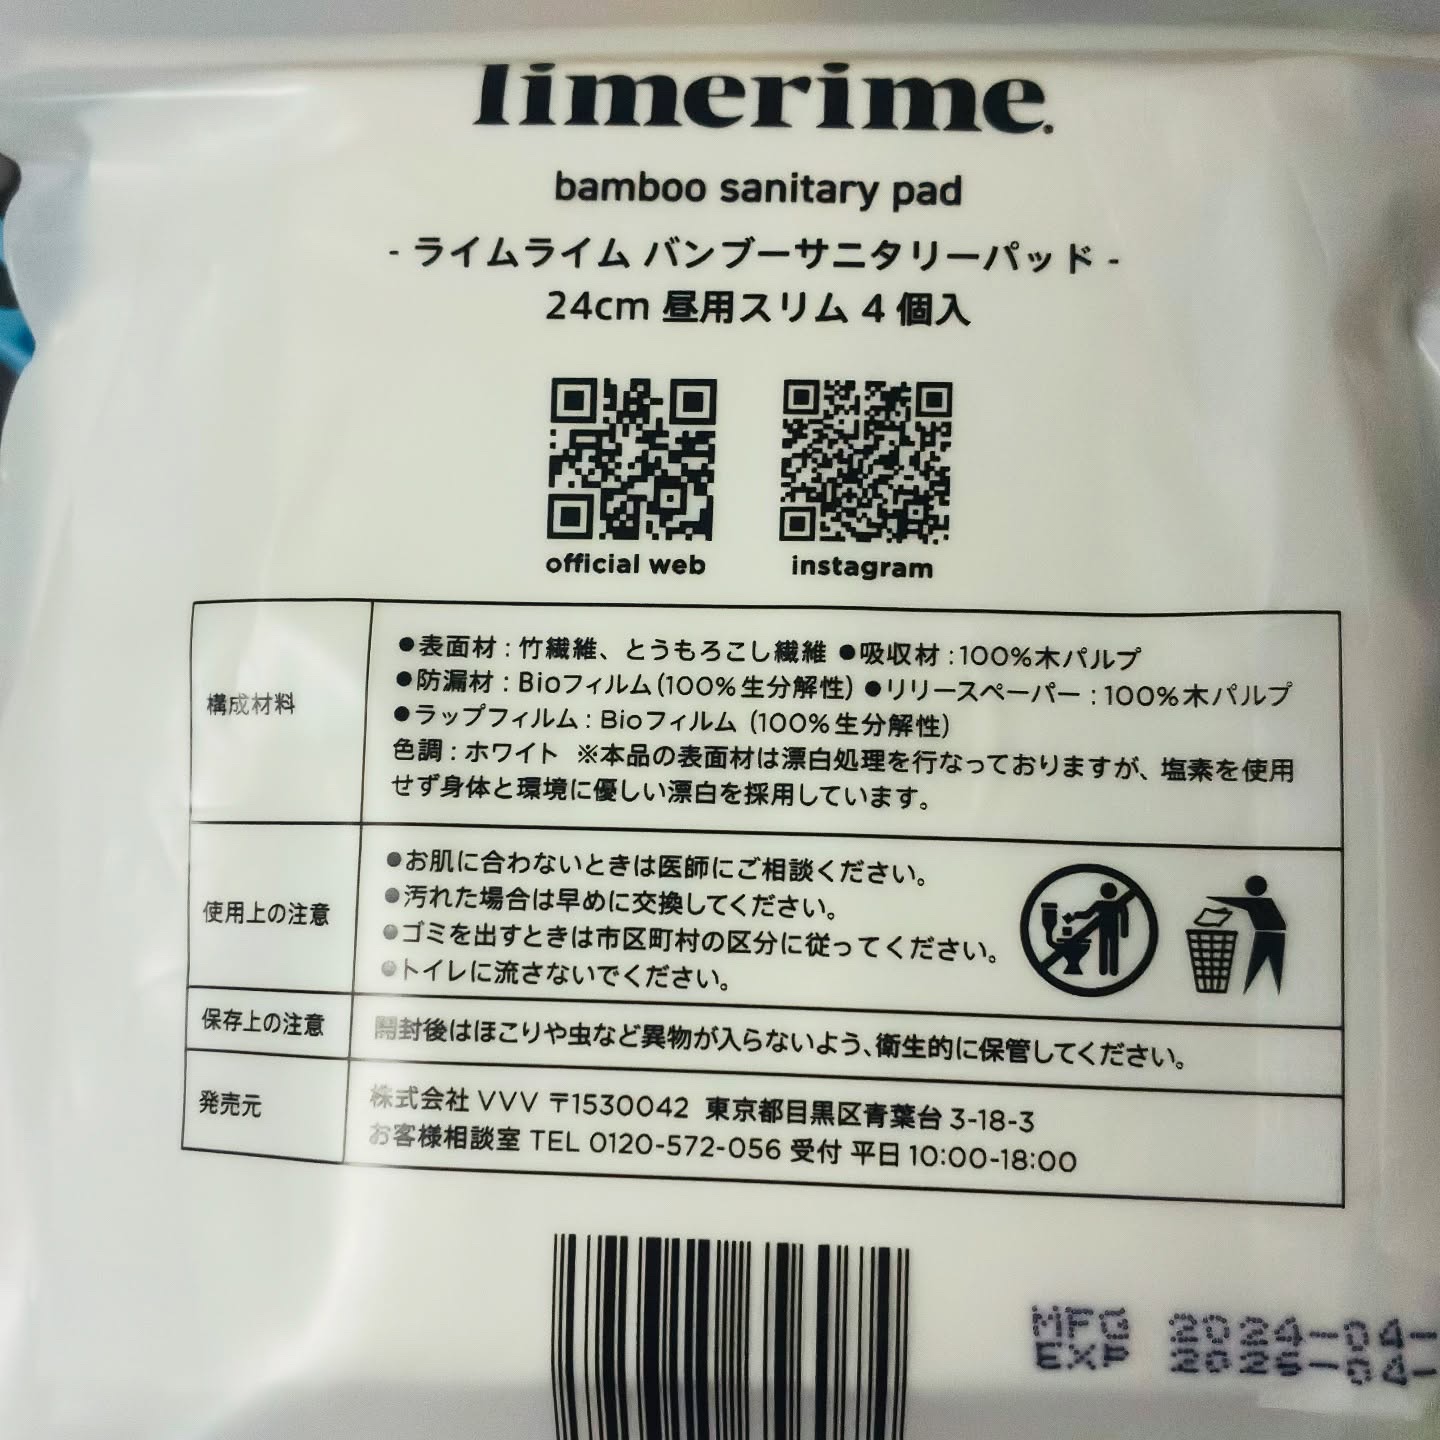 limerime.
bamboo sanitary pad
- ライムライム バンブーサニタリーパッド -
24cm 昼用スリム 4 個入
official web
instagram
構成材料
●表面材 : 竹繊維、とうもろこし繊維 ●吸収材 : 100%木パルプ
●防漏材 : Bioフィルム (100%生分解性) ●リリースペーパー : 100%木パルプ
●ラップフィルム : Bioフィルム (100%生分解性)
色調 : ホワイト ※本品の表面材は漂白処理を行なっておりますが、塩素を使用
せず身体と環境に優しい漂白を採用しています。
使用上の注意
●お肌に合わないときは医師にご相談ください。
●汚れた場合は早めに交換してください。
●ゴミを出すときは市区町村の区分に従ってください。
●トイレに流さないでください。
保存上の注意
開封後はほこりや虫など異物が入らないよう、衛生的に保管してください。
発売元
株式会社 VVV 〒1530042 東京都目黒区青葉台 3-18-3
お客様相談室 TEL 0120-572-056 受付 平日 10:00-18:00
MFG 2024-04-
EXP